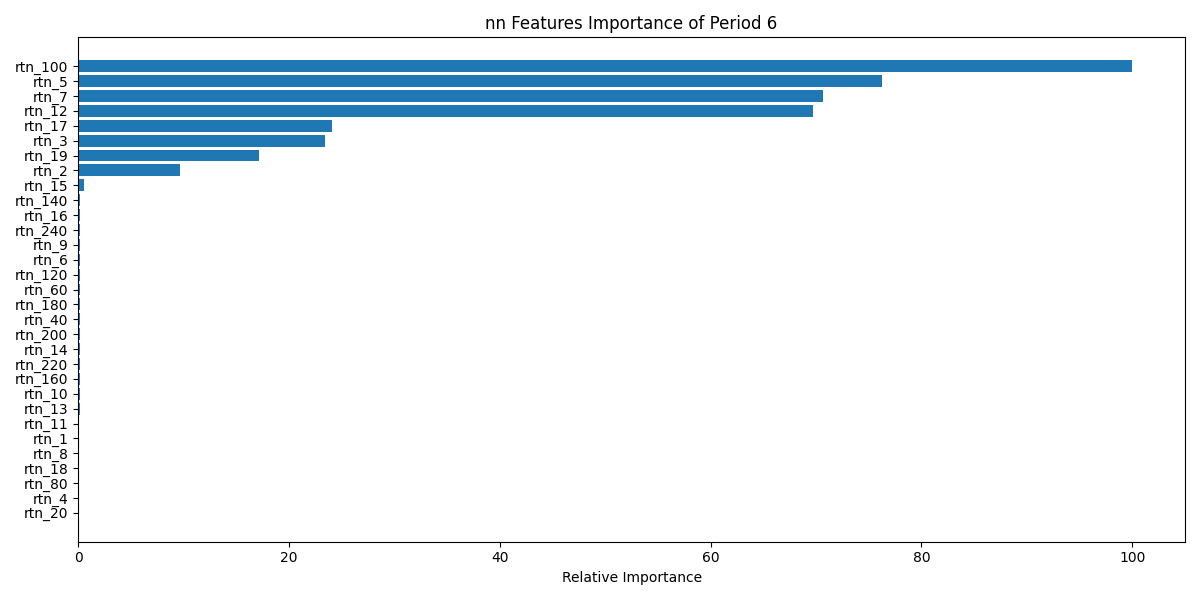 nn Features Importance of Period 6
rtn_100
rtn_5
rtn_7
rtn_12
rtn_17
rtn_3
rtn_19
rtn_2
rtn_15
rtn_140
rtn_16
rtn_240
rtn_9
rtn_6
rtn_120
rtn_60
rtn_180
rtn_40
rtn_200
rtn_14
rtn_220
rtn_160
rtn_10
rtn_13
rtn_11
rtn_1
rtn_8
rtn_18
rtn_80
rtn_4
rtn_20
0 20 40 60 80 100
Relative Importance